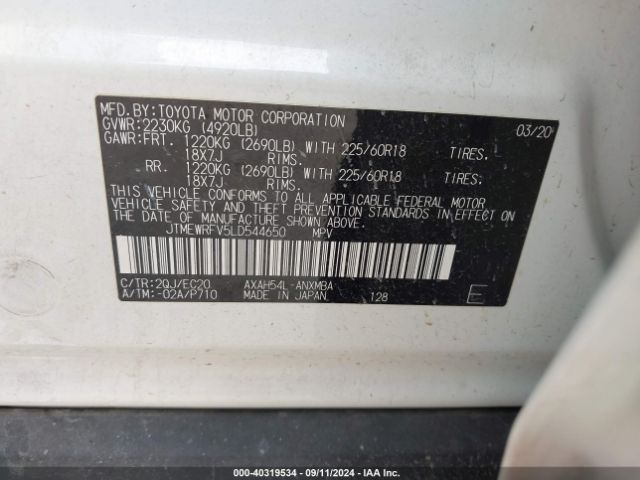 MFD.BY:TOYOTA MOTOR CORPORATION 03/20
GVWR:2230KG (4920LB)
GAWR:FRT. 1220KG (2690LB) WITH 225/60R18 TIRES.
18X7J RIMS.
RR. 1220KG (2690LB) WITH 225/60R18 TIRES.
18X7J RIMS.
THIS VEHICLE CONFORMS TO ALL APPLICABLE FEDERAL MOTOR
VEHICLE SAFETY AND THEFT PREVENTION STANDARDS IN EFFECT
ON THE DATE OF MANUFACTURE SHOWN ABOVE.
JTMEWRFV5LD544650 MPV
C/TR:2QJ/EC20 AXAH54L-ANXMBA
A/TM:-02A/P710 MADE IN JAPAN 128 E
000-40319534 - 09/11/2024 - IAA Inc.